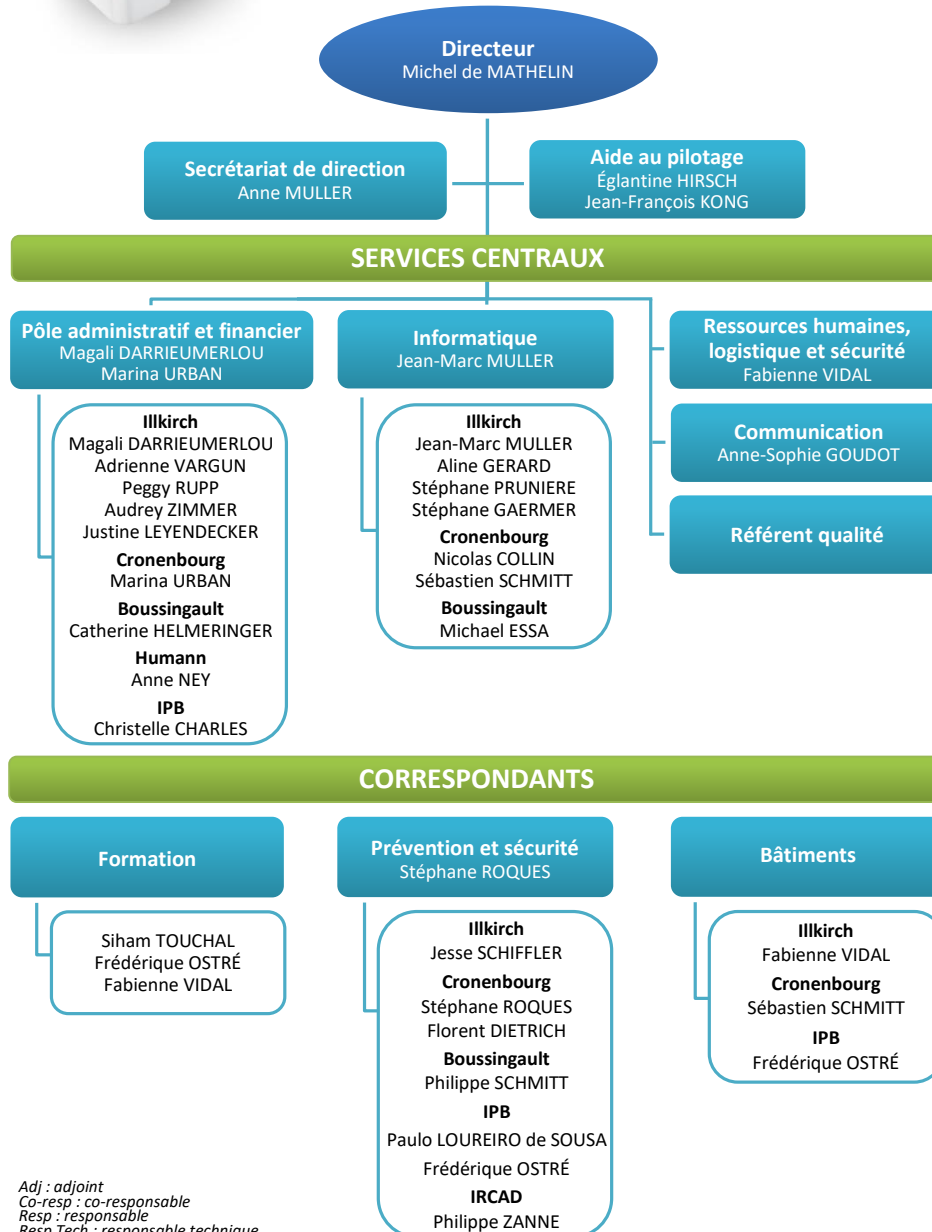 Directeur
Michel de MATHELIN
Secrétariat de direction
Anne MULLER
Aide au pilotage
Églantine HIRSCH
Jean-François KONG
SERVICES CENTRAUX
Pôle administratif et financier
Magali DARRIEUMERLOU
Marina URBAN
Illkirch
Magali DARRIEUMERLOU
Adrienne VARGUN
Peggy RUPP
Audrey ZIMMER
Justine LEYENDECKER
Cronenbourg
Marina URBAN
Boussingault
Catherine HELMERINGER
Humann
Anne NEY
IPB
Christelle CHARLES
Informatique
Jean-Marc MULLER
Illkirch
Jean-Marc MULLER
Aline GERARD
Stéphane PRUNIERE
Stéphane GAERMER
Cronenbourg
Nicolas COLLIN
Sébastien SCHMITT
Boussingault
Michael ESSA
Ressources humaines,
logistique et sécurité
Fabienne VIDAL
Communication
Anne-Sophie GOUDOT
Référent qualité
CORRESPONDANTS
Formation
Siham TOUCHAL
Frédérique OSTRÉ
Fabienne VIDAL
Prévention et sécurité
Stéphane ROQUES
Illkirch
Jesse SCHIFFLER
Cronenbourg
Stéphane ROQUES
Florent DIETRICH
Boussingault
Philippe SCHMITT
IPB
Paulo LOUREIRO de SOUSA
Frédérique OSTRÉ
IRCAD
Philippe ZANNE
Bâtiments
Illkirch
Fabienne VIDAL
Cronenbourg
Sébastien SCHMITT
IPB
Frédérique OSTRÉ
Adj : adjoint
Co-resp : co-responsable
Resp : responsable
Resp Tech : responsable technique